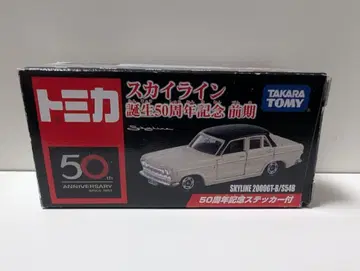 トミカ
スカイライン
誕生50周年記念 前期
TAKARA
TOMY
Skyline
50th
ANNIVERSARY
SINCE 1957
SKYLINE 2000GT-B/S54B
50周年記念ステッカー付